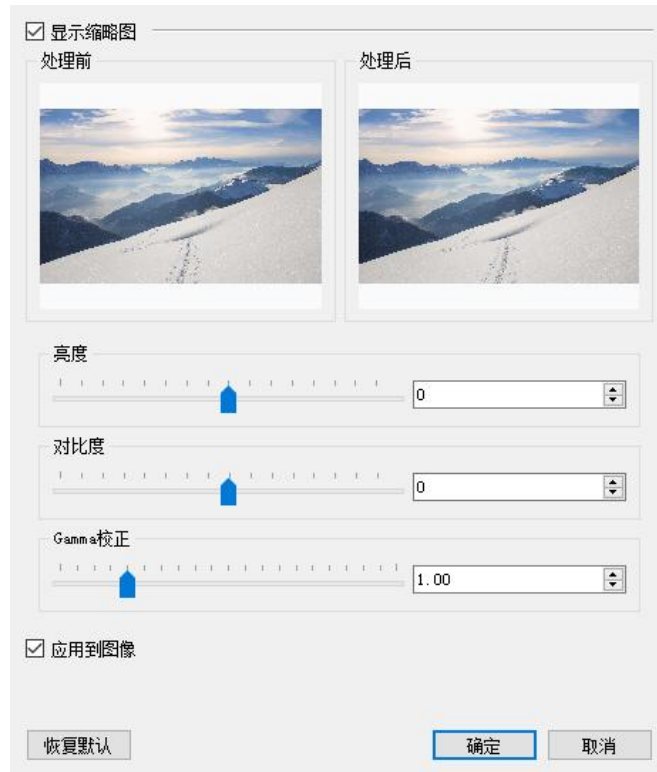 显示缩略图
处理前
处理后
亮度
0
对比度
0
Gamma校正
1.00
应用到图像
恢复默认
确定
取消